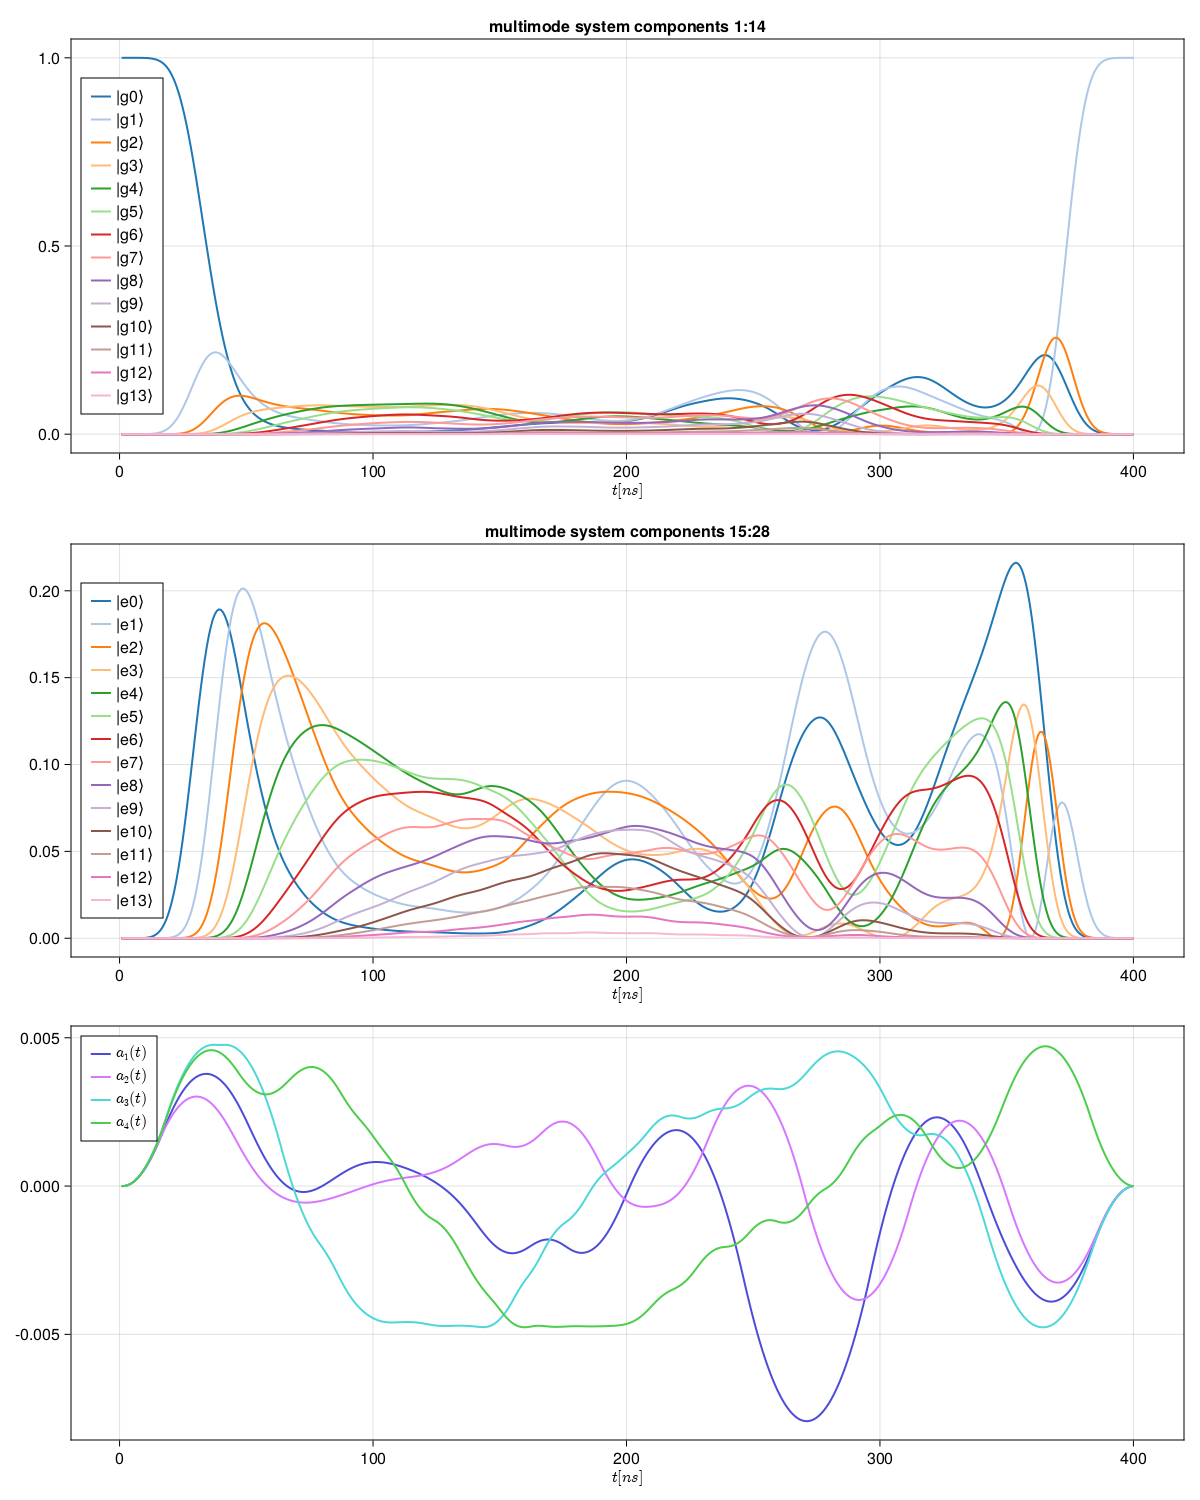 multimode system components 1:14
1.0
0.5
0.0
|g0⟩
|g1⟩
|g2⟩
|g3⟩
|g4⟩
|g5⟩
|g6⟩
|g7⟩
|g8⟩
|g9⟩
|g10⟩
|g11⟩
|g12⟩
|g13⟩
0 100 200 300 400
t[ns]
multimode system components 15:28
0.20
0.15
0.10
0.05
0.00
|e0⟩
|e1⟩
|e2⟩
|e3⟩
|e4⟩
|e5⟩
|e6⟩
|e7⟩
|e8⟩
|e9⟩
|e10⟩
|e11⟩
|e12⟩
|e13⟩
0 100 200 300 400
t[ns]
0.005
0.000
-0.005
a₁(t)
a₂(t)
a₃(t)
a₄(t)
0 100 200 300 400
t[ns]